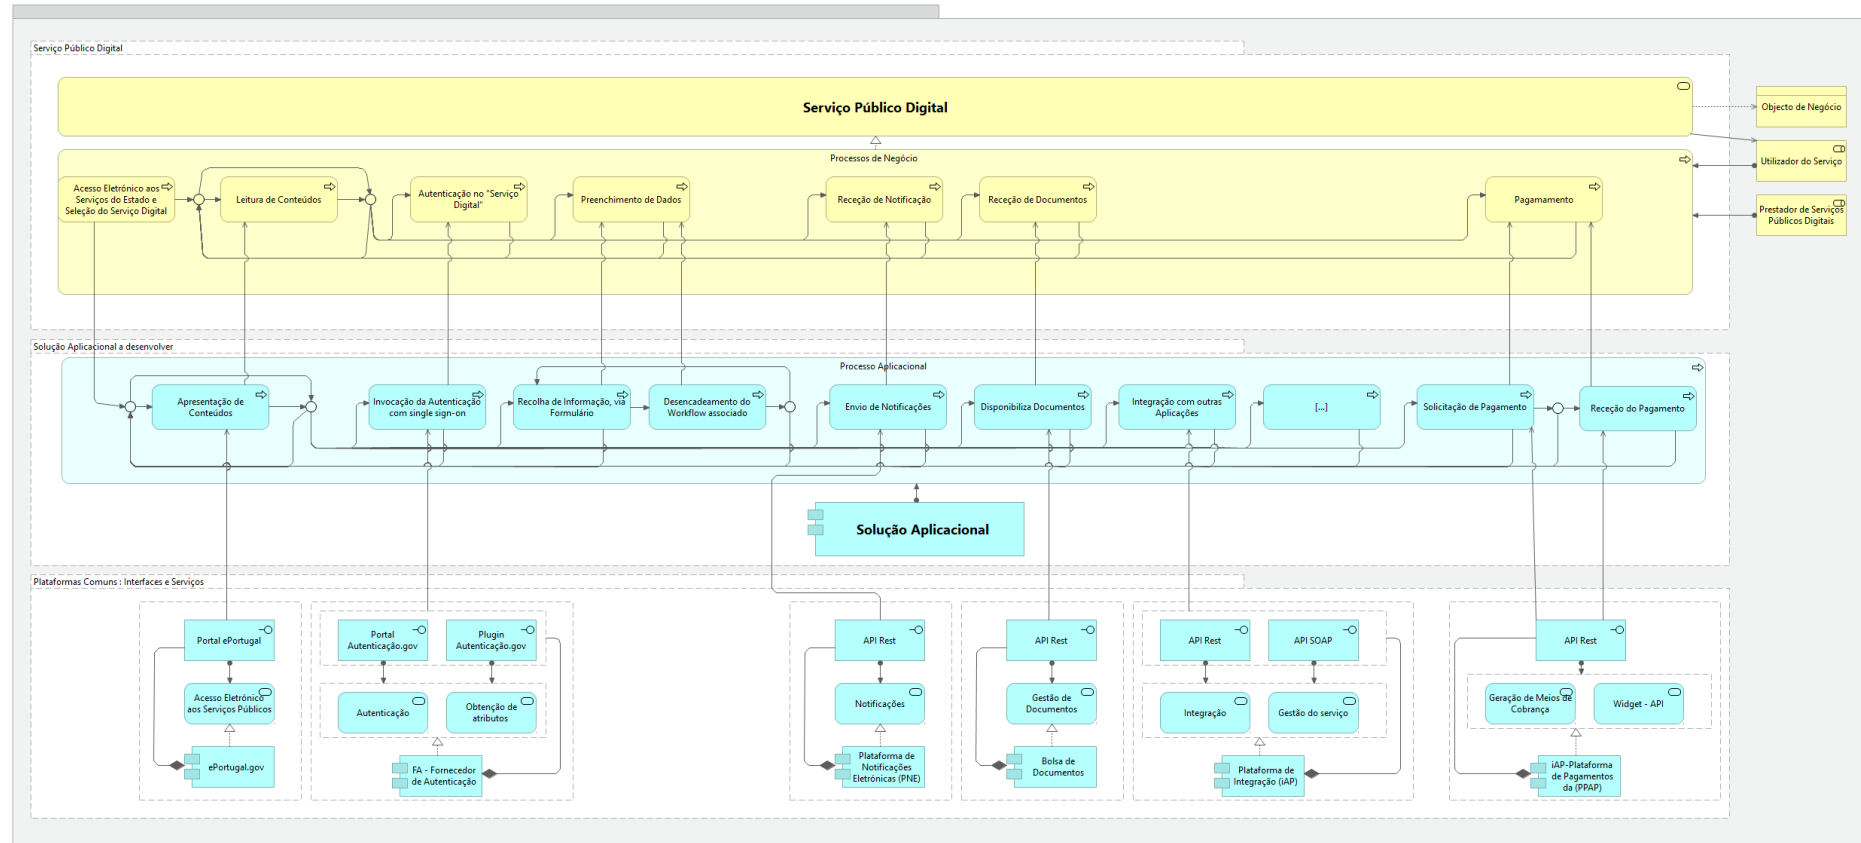 Serviço Público Digital
Serviço Público Digital
Objecto de Negócio
Processos de Negócio
Utilizador do Serviço
Acesso Eletrónico aos
Serviços do Estado e
Seleção do Serviço Digital
Leitura de Conteúdos
Autenticação no "Serviço
Digital"
Preenchimento de Dados
Receção de Notificação
Receção de Documentos
Pagamamento
Prestador de Serviços
Públicos Digitais
Solução Aplicacional a desenvolver
Processo Aplicacional
Apresentação de
Conteúdos
Invocação da Autenticação
com single sign-on
Recolha de Informação, via
Formulário
Desencadeamento do
Workflow associado
Envio de Notificações
Disponibiliza Documentos
Integração com outras
Aplicações
[...]
Solicitação de Pagamento
Receção do Pagamento
Solução Aplicacional
Plataformas Comuns : Interfaces e Serviços
Portal ePortugal
Portal
Autenticação.gov
Plugin
Autenticação.gov
API Rest
API Rest
API Rest
API SOAP
API Rest
Acesso Eletrónico
aos Serviços Públicos
Autenticação
Obtenção de
atributos
Notificações
Gestão de
Documentos
Integração
Gestão do serviço
Geração de Meios de
Cobrança
Widget - API
ePortugal.gov
FA - Fornecedor
de Autenticação
Plataforma de
Notificações
Eletrónicas (PNE)
Bolsa de
Documentos
Plataforma de
Integração (iAP)
iAP-Plataforma
de Pagamentos
da (PPAP)